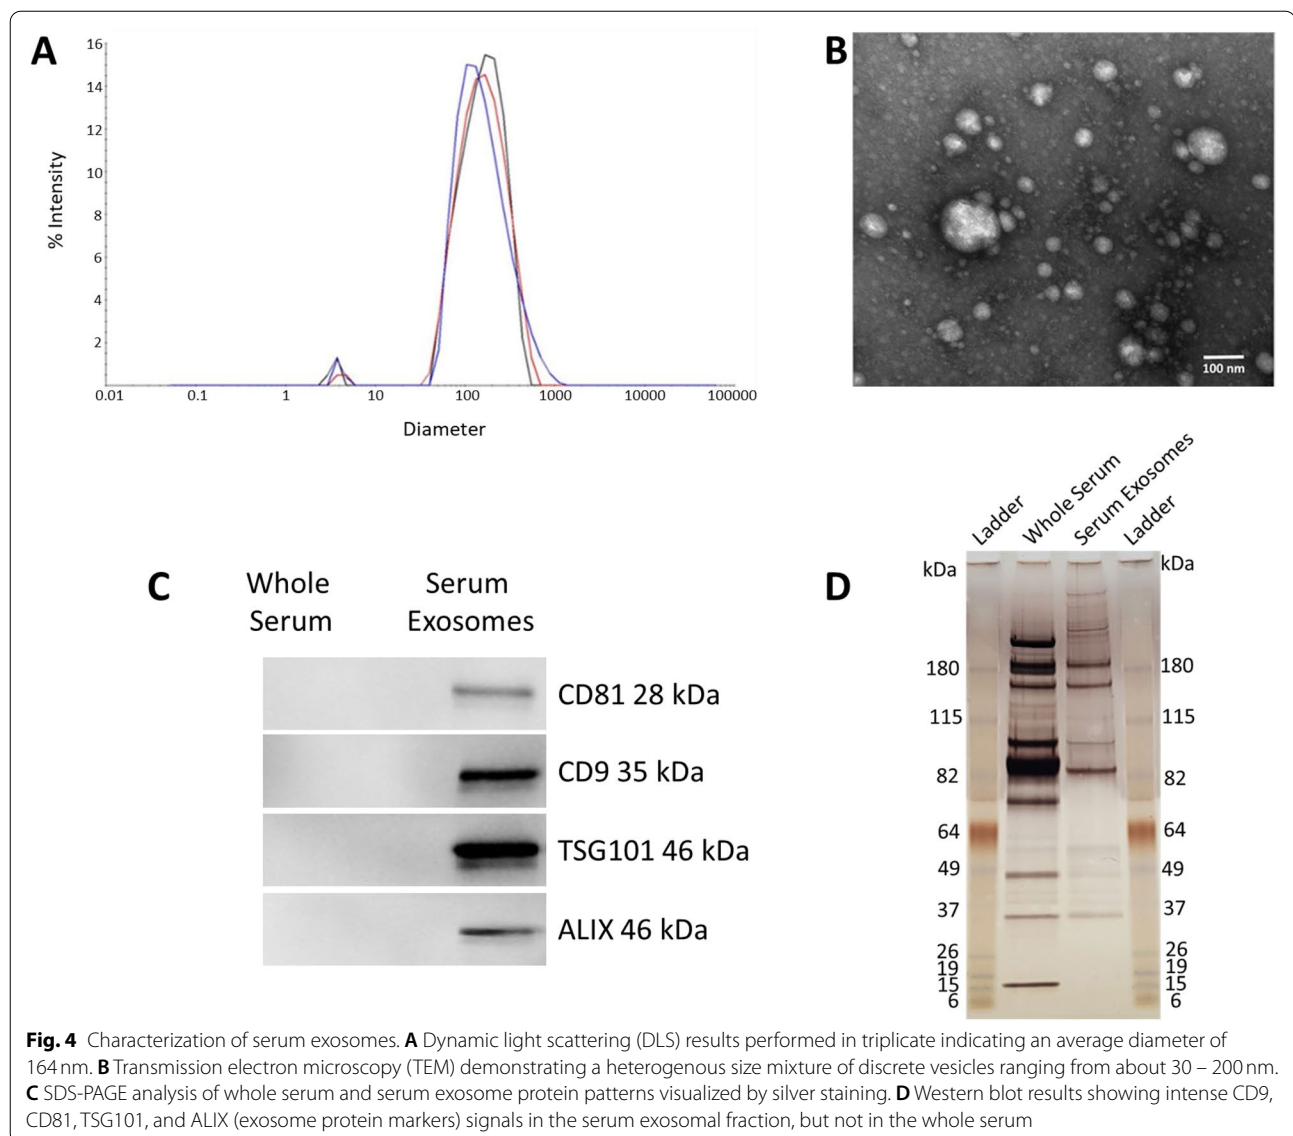 A
16
14
12
10
8
6
4
2
% Intensity
0.01 0.1 1 10 100 1000 10000 100000
Diameter
B
100 nm
C
Whole Serum
Serum Exosomes
CD81 28 kDa
CD9 35 kDa
TSG101 46 kDa
ALIX 46 kDa
D
Ladder
Whole Serum
Serum Exosomes
Ladder
kDa kDa
180 180
115 115
82 82
64 64
49 49
37 37
26 26
19 19
15 15
6 6
Fig. 4 Characterization of serum exosomes. A Dynamic light scattering (DLS) results performed in triplicate indicating an average diameter of
164 nm. B Transmission electron microscopy (TEM) demonstrating a heterogenous size mixture of discrete vesicles ranging from about 30 – 200 nm.
C SDS-PAGE analysis of whole serum and serum exosome protein patterns visualized by silver staining. D Western blot results showing intense CD9,
CD81, TSG101, and ALIX (exosome protein markers) signals in the serum exosomal fraction, but not in the whole serum